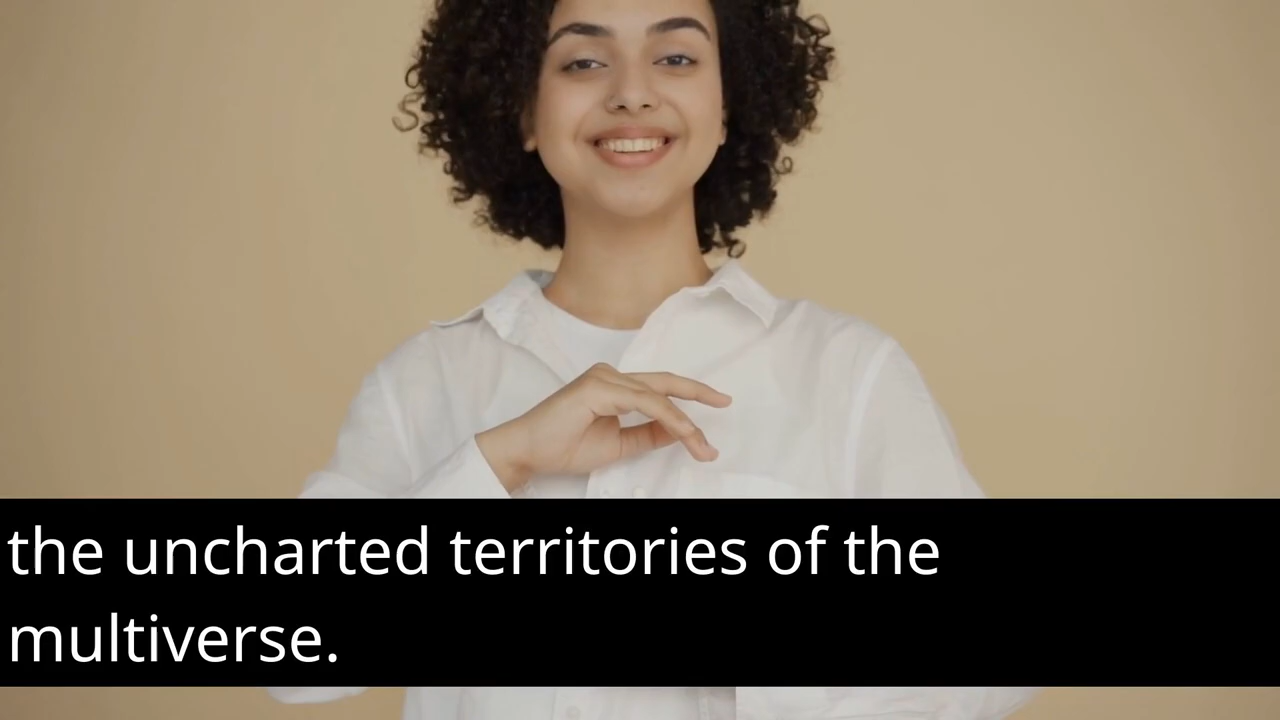 the uncharted territories of the
multiverse.